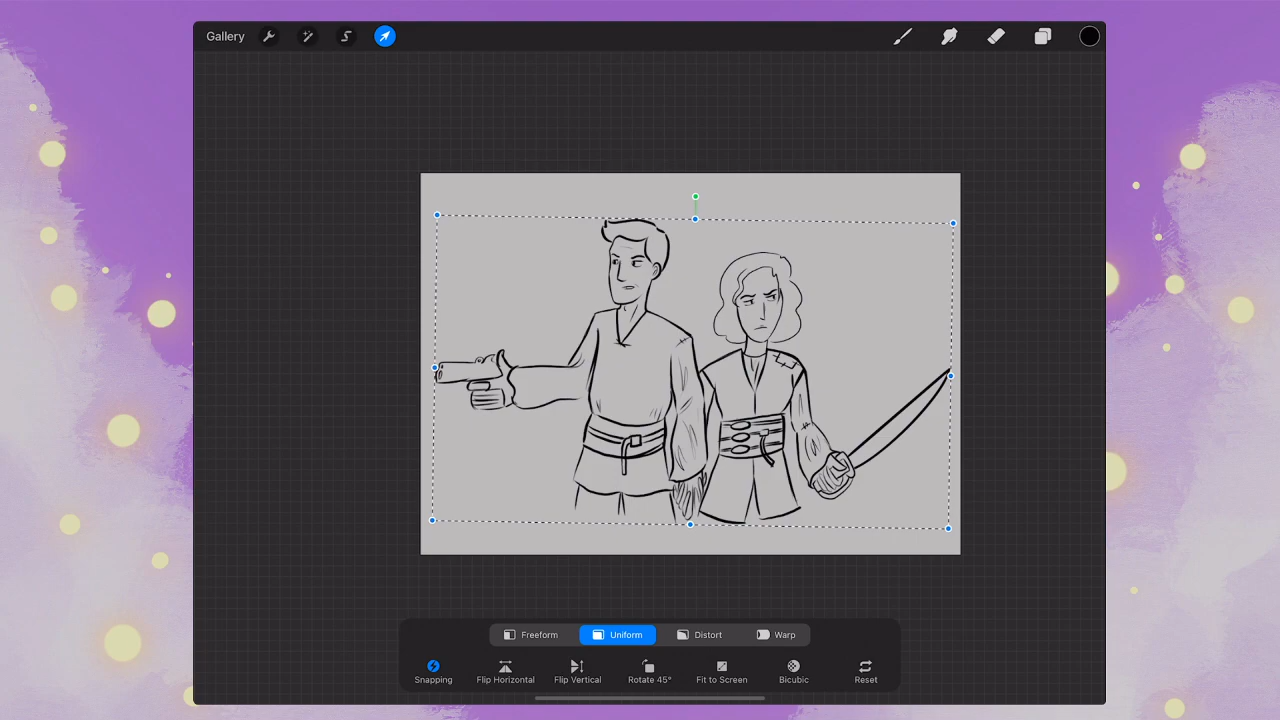 Gallery
Freeform Uniform Distort Warp
Snapping Flip Horizontal Flip Vertical Rotate 45° Fit to Screen Bicubic Reset